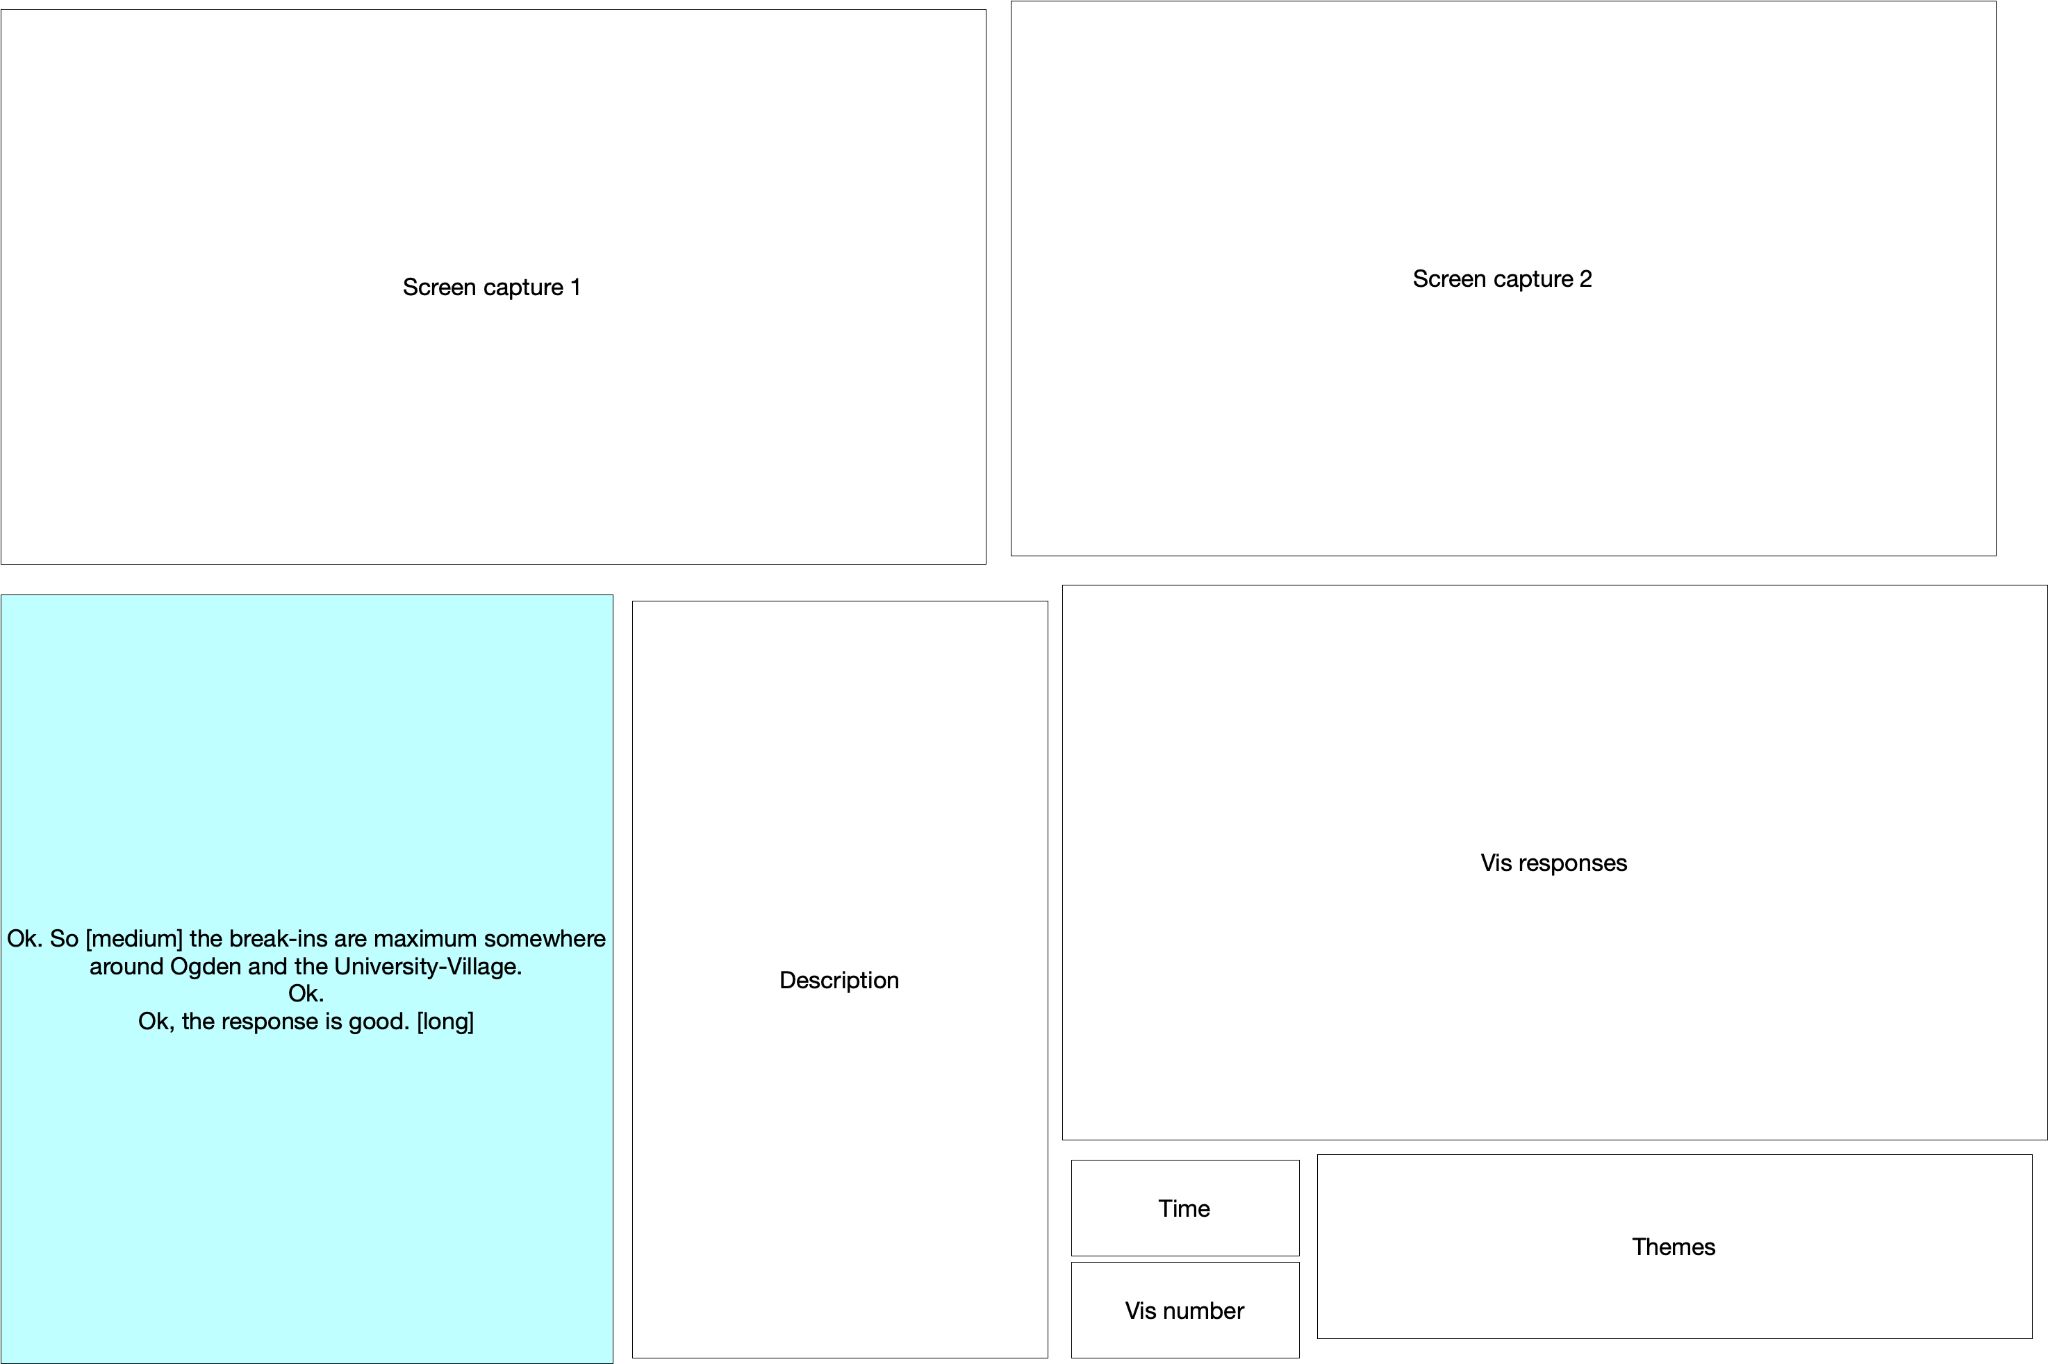 Screen capture 1
Screen capture 2
Ok. So [medium] the break-ins are maximum somewhere
around Ogden and the University-Village.
Ok.
Ok, the response is good. [long]
Description
Vis responses
Time
Vis number
Themes